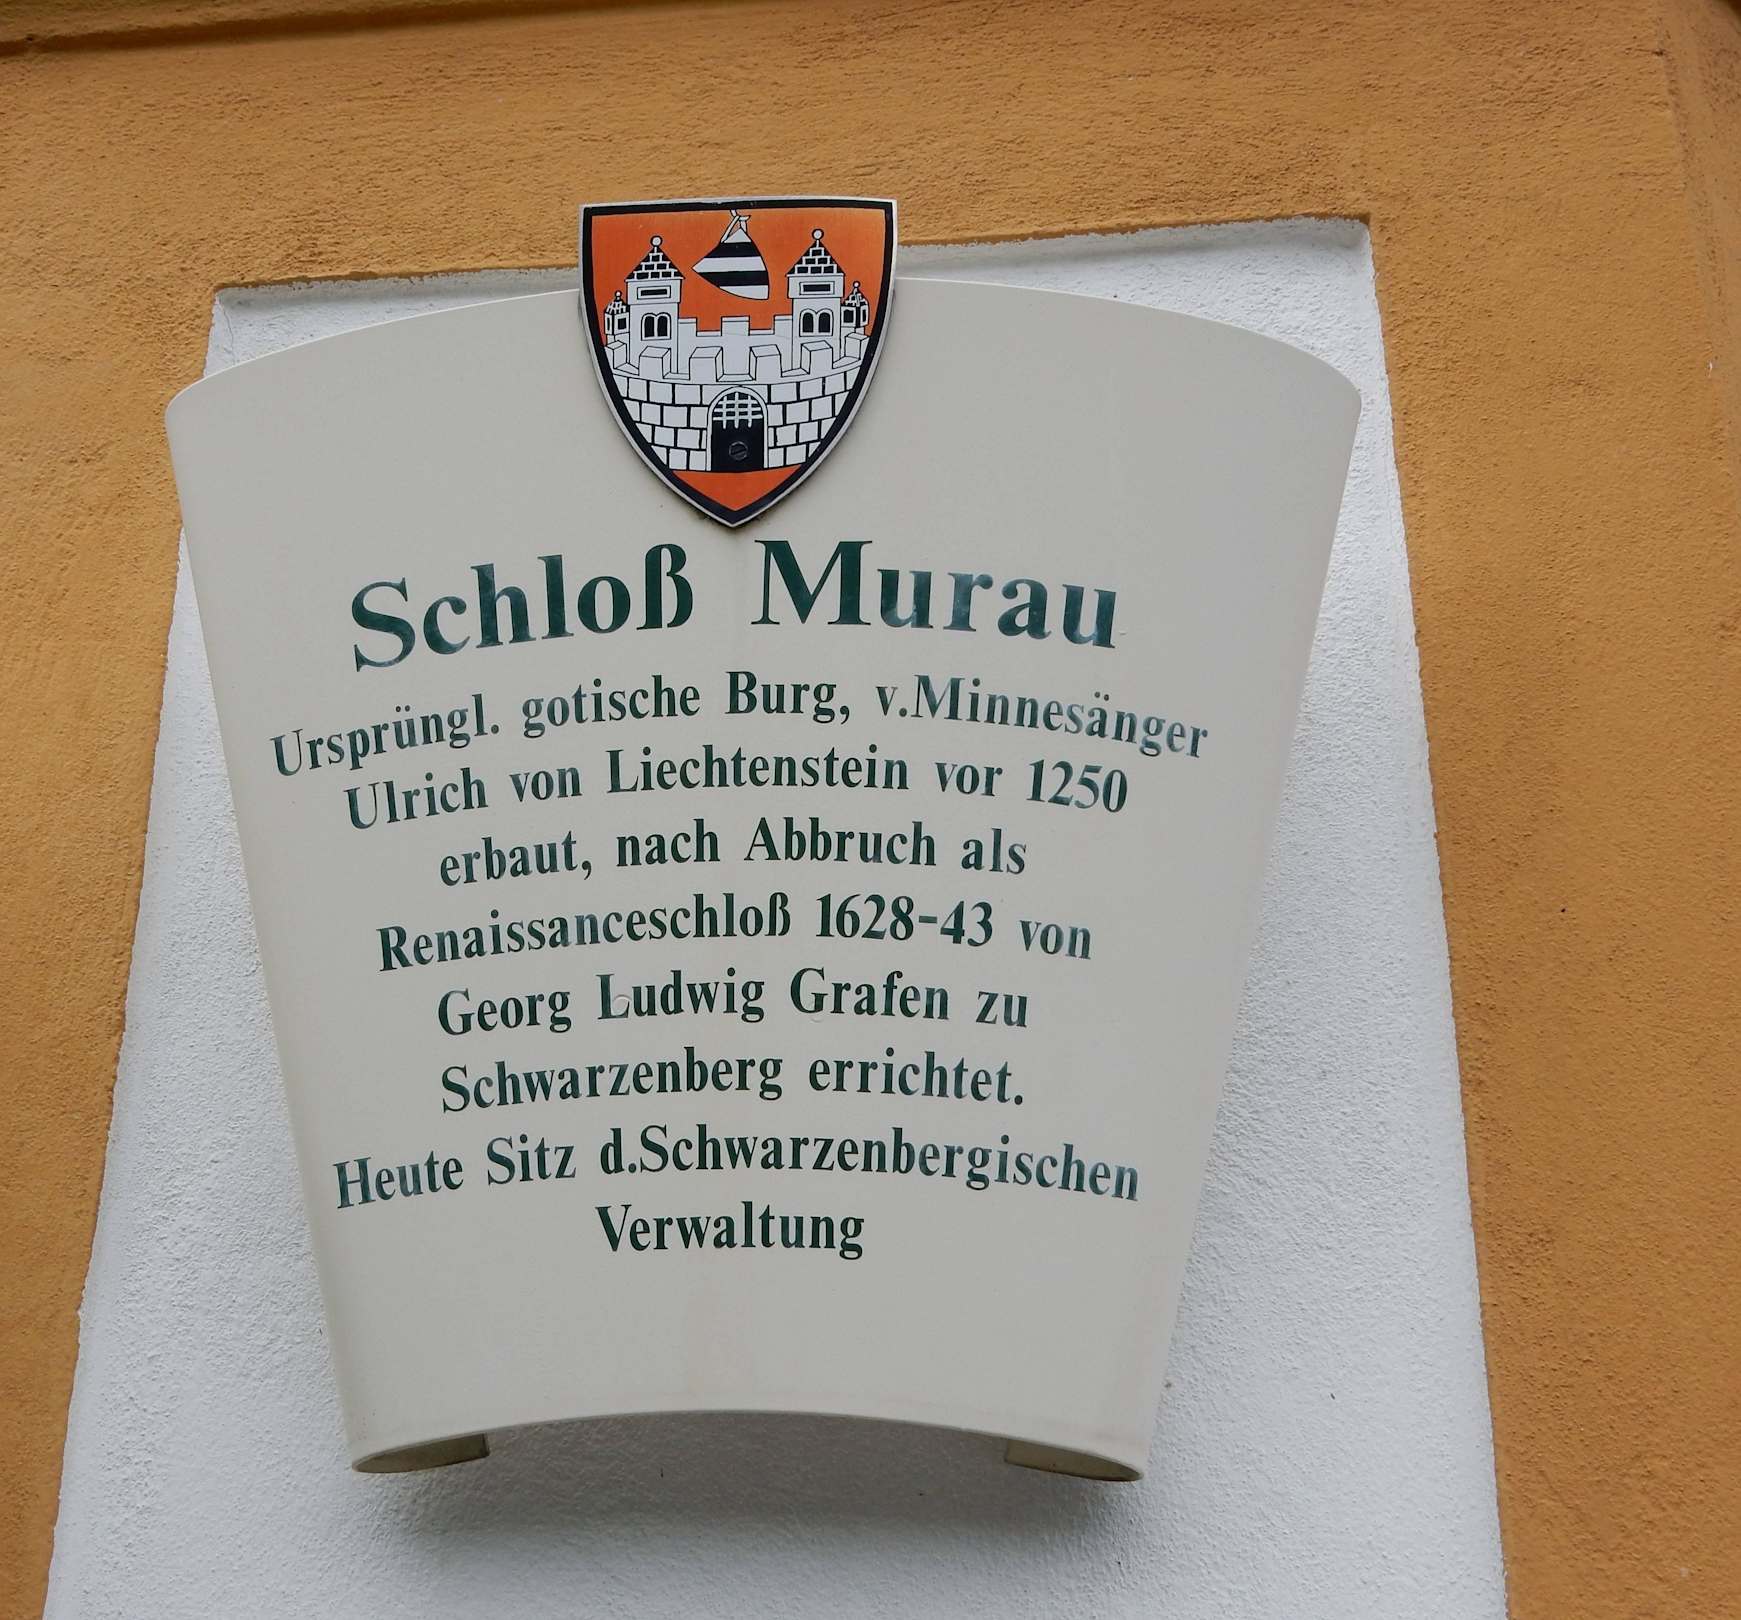 Schloß Murau
Ursprüngl. gotische Burg, v.Minnesänger
Ulrich von Liechtenstein vor 1250
erbaut, nach Abbruch als
Renaissanceschloß 1628-43 von
Georg Ludwig Grafen zu
Schwarzenberg errichtet.
Heute Sitz d.Schwarzenbergischen
Verwaltung